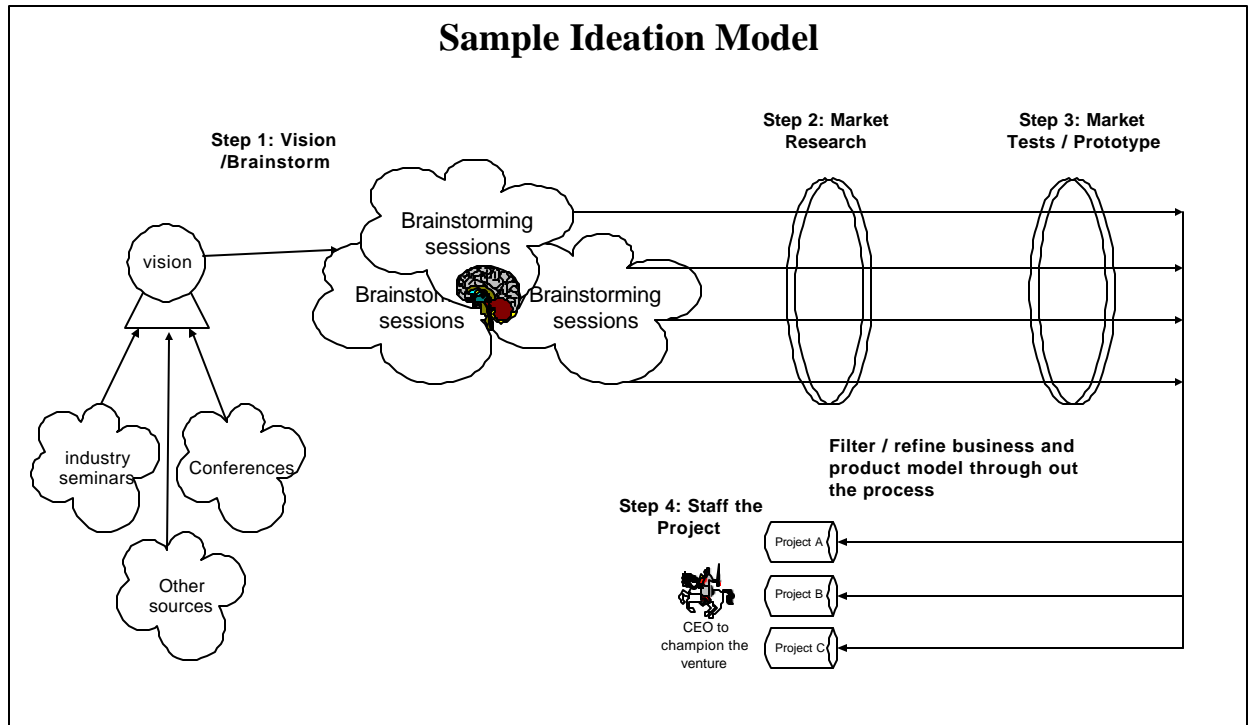 Sample Ideation Model
Step 1: Vision
/Brainstorm
Step 2: Market
Research
Step 3: Market
Tests / Prototype
vision
Brainstorming
sessions
Brainstorm
sessions
Brainstorming
sessions
industry
seminars
Conferences
Other
sources
Filter / refine business and
product model through out
the process
Step 4: Staff the
Project
CEO to
champion the
venture
Project A
Project B
Project C